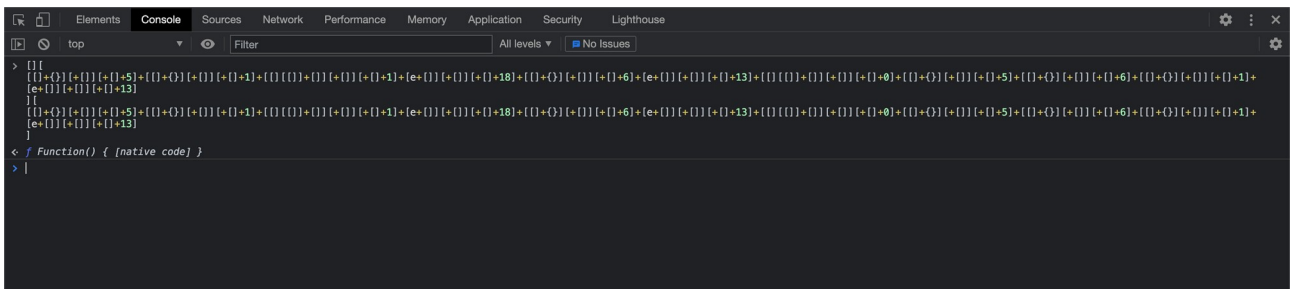 Elements Console Sources Network Performance Memory Application Security Lighthouse
top Filter All levels No Issues
> [][
[[]+{}][+[]][+[]+5]+[[]+{}][+[]][+[]+1]+[[][[]]+[]][+[]][+[]+1]+[e+[]][+[]][+[]+18]+[[]+{}][+[]][+[]+6]+[e+[]][+[]][+[]+13]+[[][[]]+[]][+[]][+[]+0]+[[]+{}][+[]][+[]+5]+[[]+{}][+[]][+[]+6]+[[]+{}][+[]][+[]+1]+
[e+[]][+[]][+[]+13]
][
[[]+{}][+[]][+[]+5]+[[]+{}][+[]][+[]+1]+[[][[]]+[]][+[]][+[]+1]+[e+[]][+[]][+[]+18]+[[]+{}][+[]][+[]+6]+[e+[]][+[]][+[]+13]+[[][[]]+[]][+[]][+[]+0]+[[]+{}][+[]][+[]+5]+[[]+{}][+[]][+[]+6]+[[]+{}][+[]][+[]+1]+
[e+[]][+[]][+[]+13]
]
f Function() { [native code] }
>